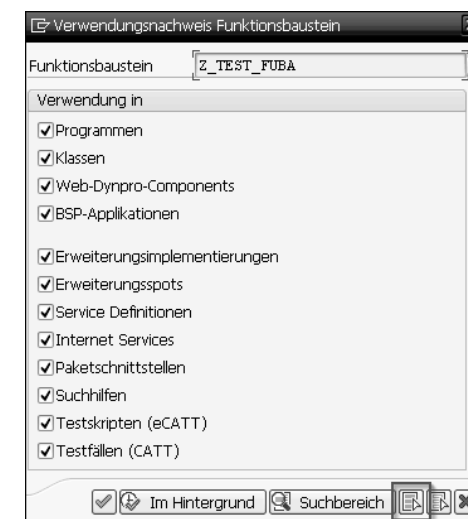 Verwendungsnachweis Funktionsbaustein
Funktionsbaustein Z_TEST_FUBA
Verwendung in
Programmen
Klassen
Web-Dynpro-Components
BSP-Applikationen
Erweiterungsimplementierungen
Erweiterungsspots
Service Definitionen
Internet Services
Paketschnittstellen
Suchhilfen
Testskripten (eCATT)
Testfällen (CATT)
Im Hintergrund Suchbereich